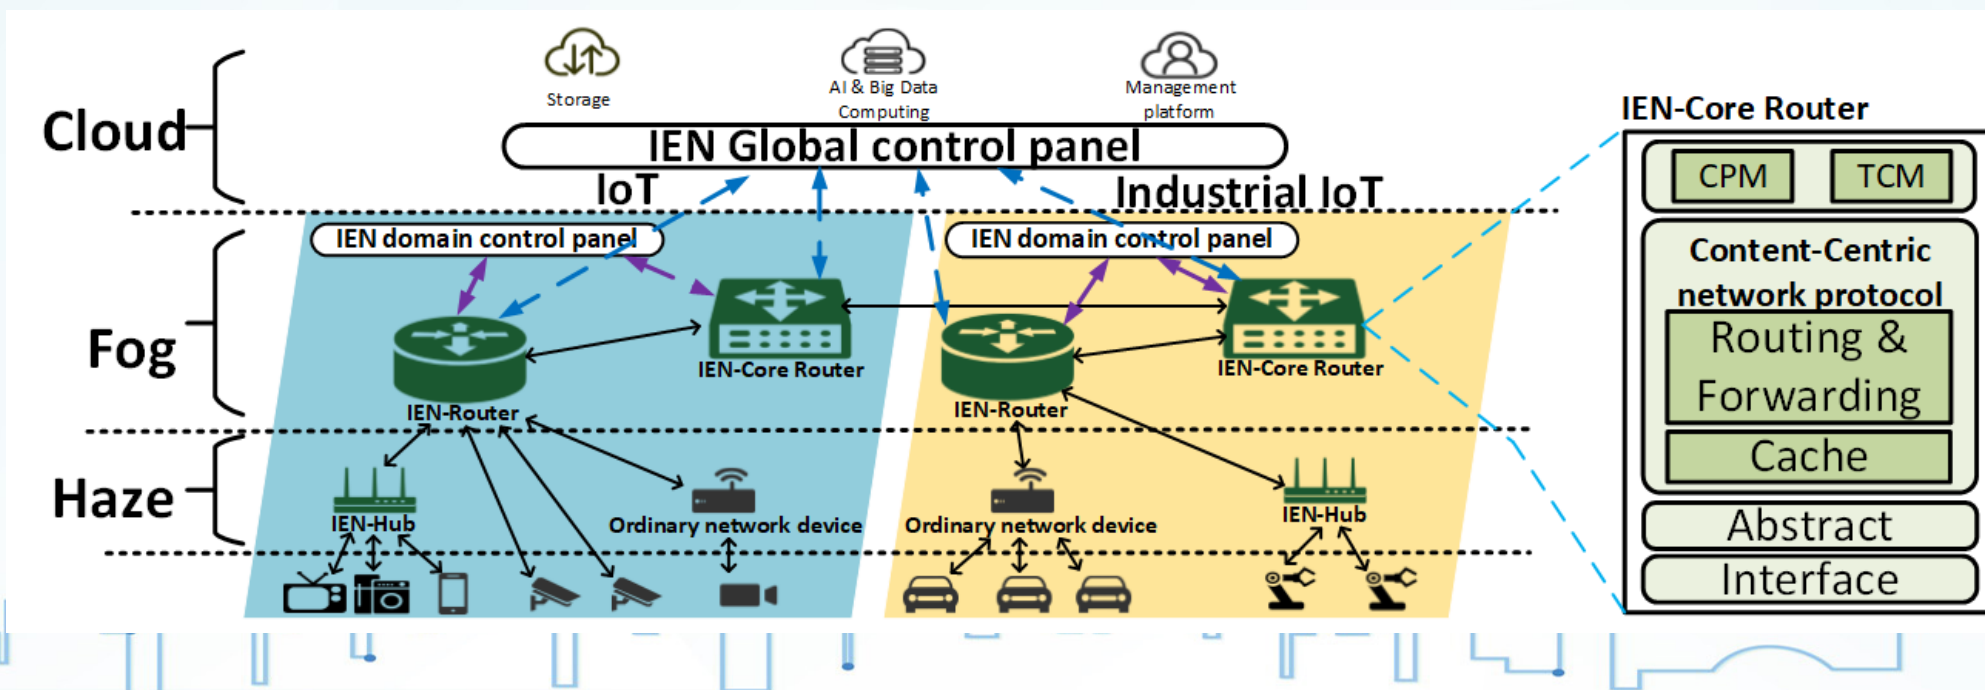 Cloud
Storage
AI & Big Data
Computing
Management
platform
IEN Global control panel
IoT
Industrial IoT
Fog
IEN domain control panel
IEN domain control panel
IEN-Core Router
IEN-Core Router
IEN-Router
IEN-Router
Haze
IEN-Hub
Ordinary network device
Ordinary network device
IEN-Hub
IEN-Core Router
CPM
TCM
Content-Centric
network protocol
Routing &
Forwarding
Cache
Abstract
Interface